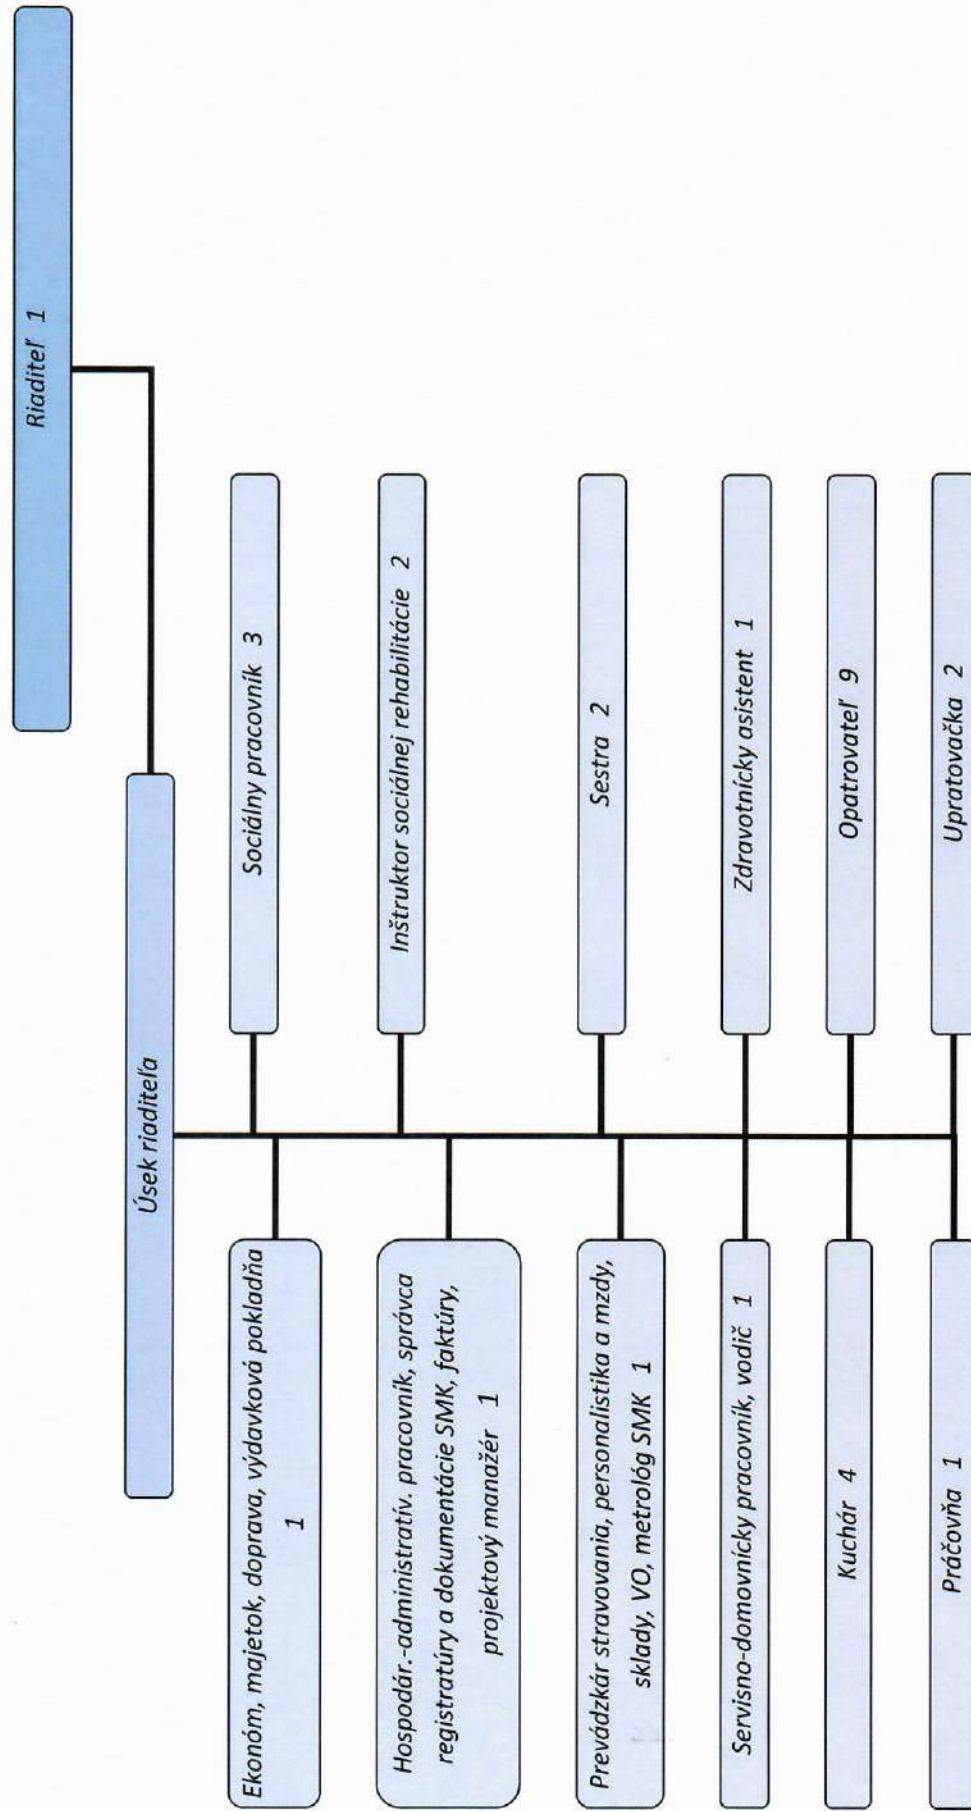 Riaditeľ 1
Úsek riaditeľa
Ekonóm, majetok, doprava, výdavková pokladňa
1
Sociálny pracovník 3
Hospodár.-administratív. pracovník, správca
registratúry a dokumentácie SMK, faktúry,
projektový manažér 1
Inštruktor sociálnej rehabilitácie 2
Prevádzkár stravovania, personalistika a mzdy,
sklady, VO, metrológ SMK 1
Sestra 2
Servisno-domovnícky pracovník, vodič 1
Zdravotnícky asistent 1
Kuchár 4
Opatrovateľ 9
Práčovňa 1
Upratovačka 2